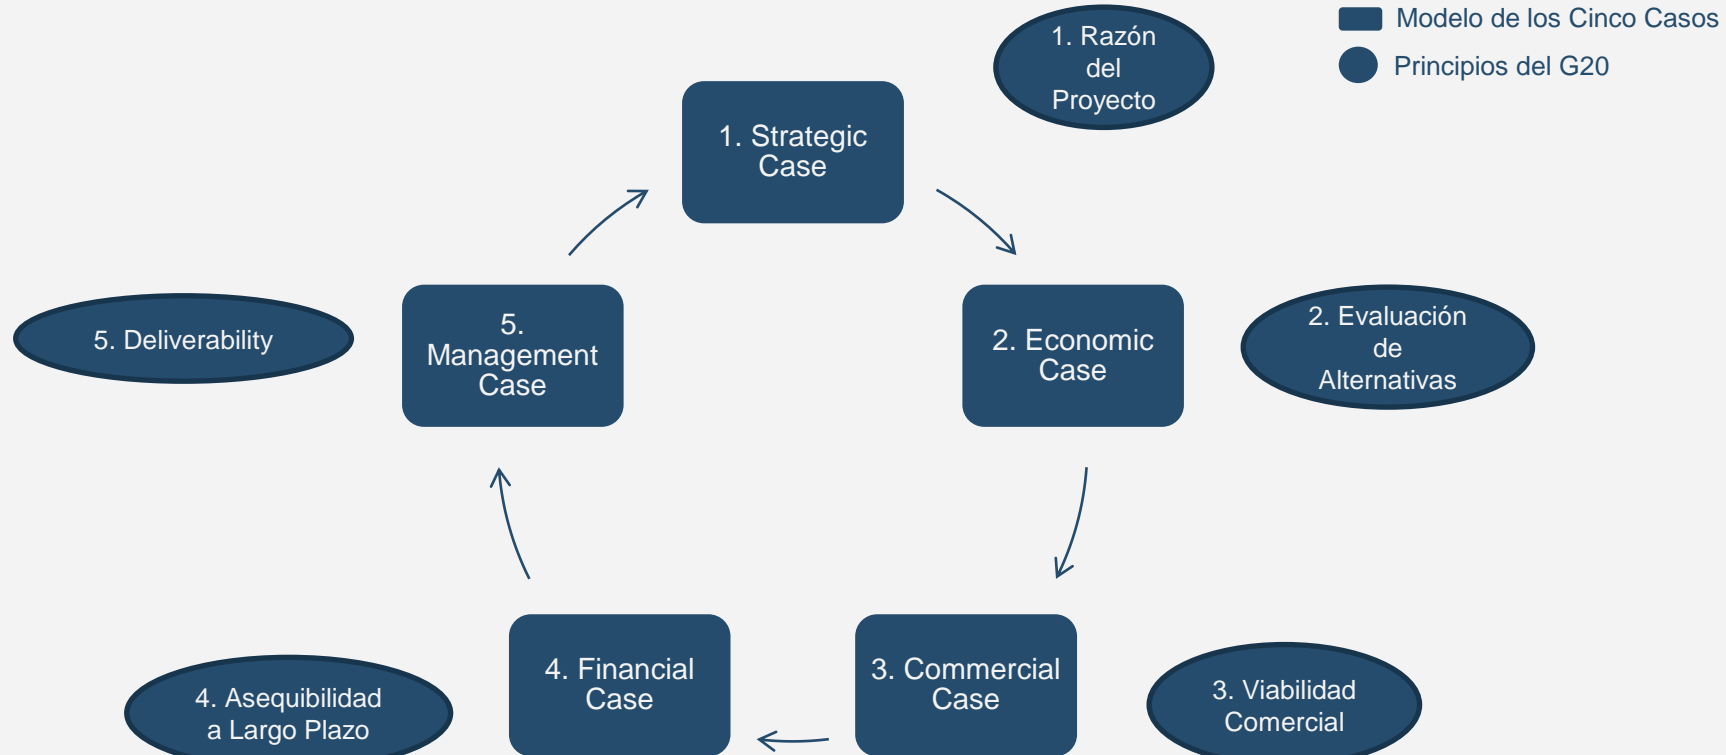 1. Razón
del
Proyecto
Modelo de los Cinco Casos
Principios del G20
1. Strategic
Case
5. Deliverability
5.
Management
Case
2. Economic
Case
2. Evaluación
de
Alternativas
4. Asequibilidad
a Largo Plazo
4. Financial
Case
3. Commercial
Case
3. Viabilidad
Comercial